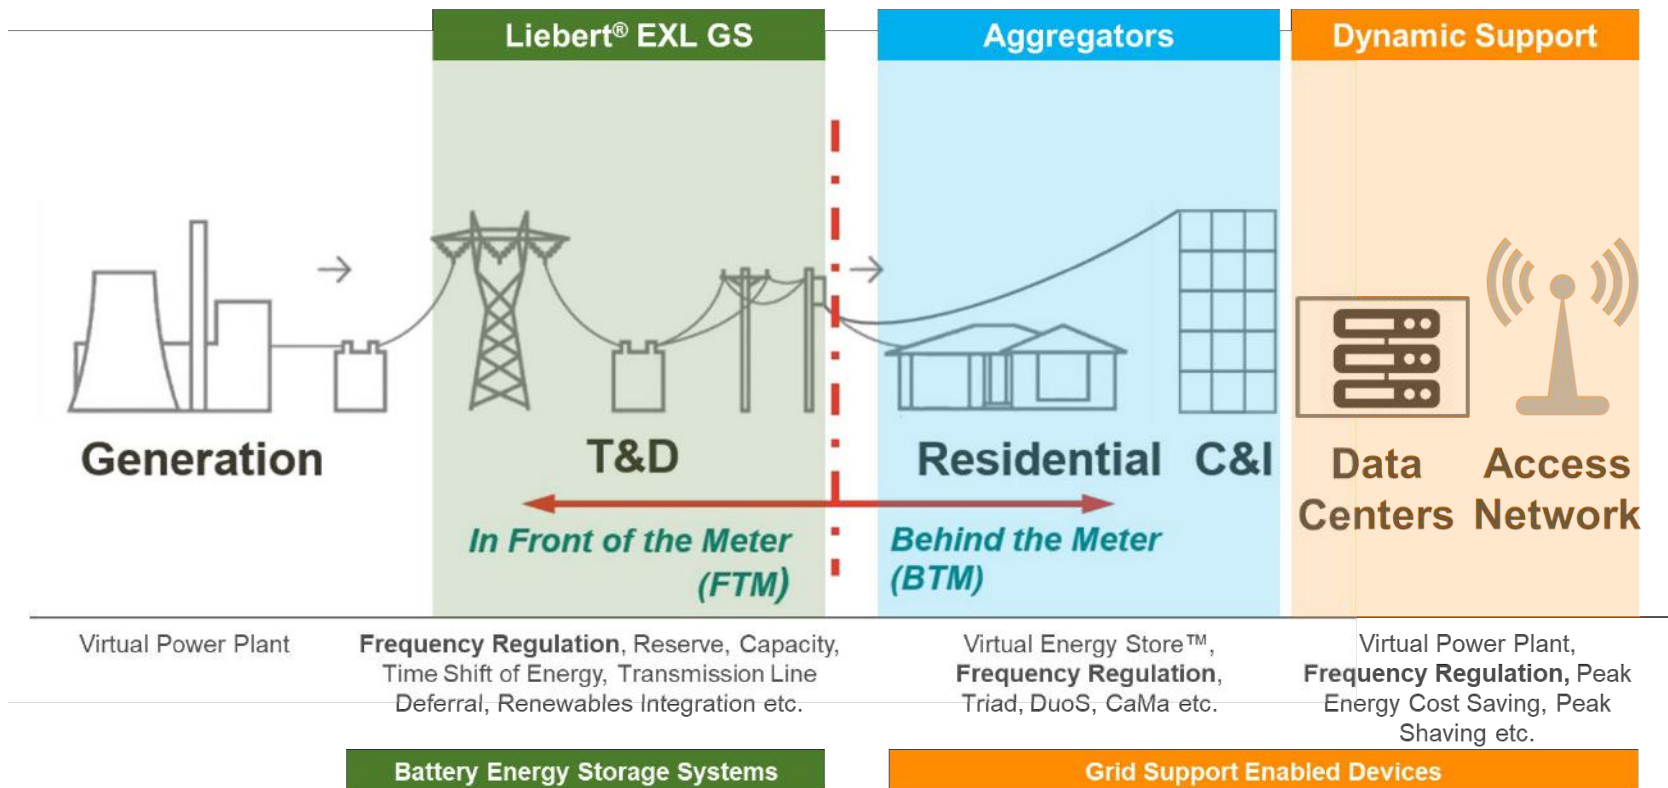 Liebert® EXL GS
Aggregators
Dynamic Support
Generation
T&D
Residential
C&I
Data
Centers
Access
Network
In Front of the Meter
(FTM)
Behind the Meter
(BTM)
Virtual Power Plant
Frequency Regulation, Reserve, Capacity,
Time Shift of Energy, Transmission Line
Deferral, Renewables Integration etc.
Virtual Energy Store™,
Frequency Regulation,
Triad, DuoS, CaMa etc.
Virtual Power Plant,
Frequency Regulation, Peak
Energy Cost Saving, Peak
Shaving etc.
Battery Energy Storage Systems
Grid Support Enabled Devices